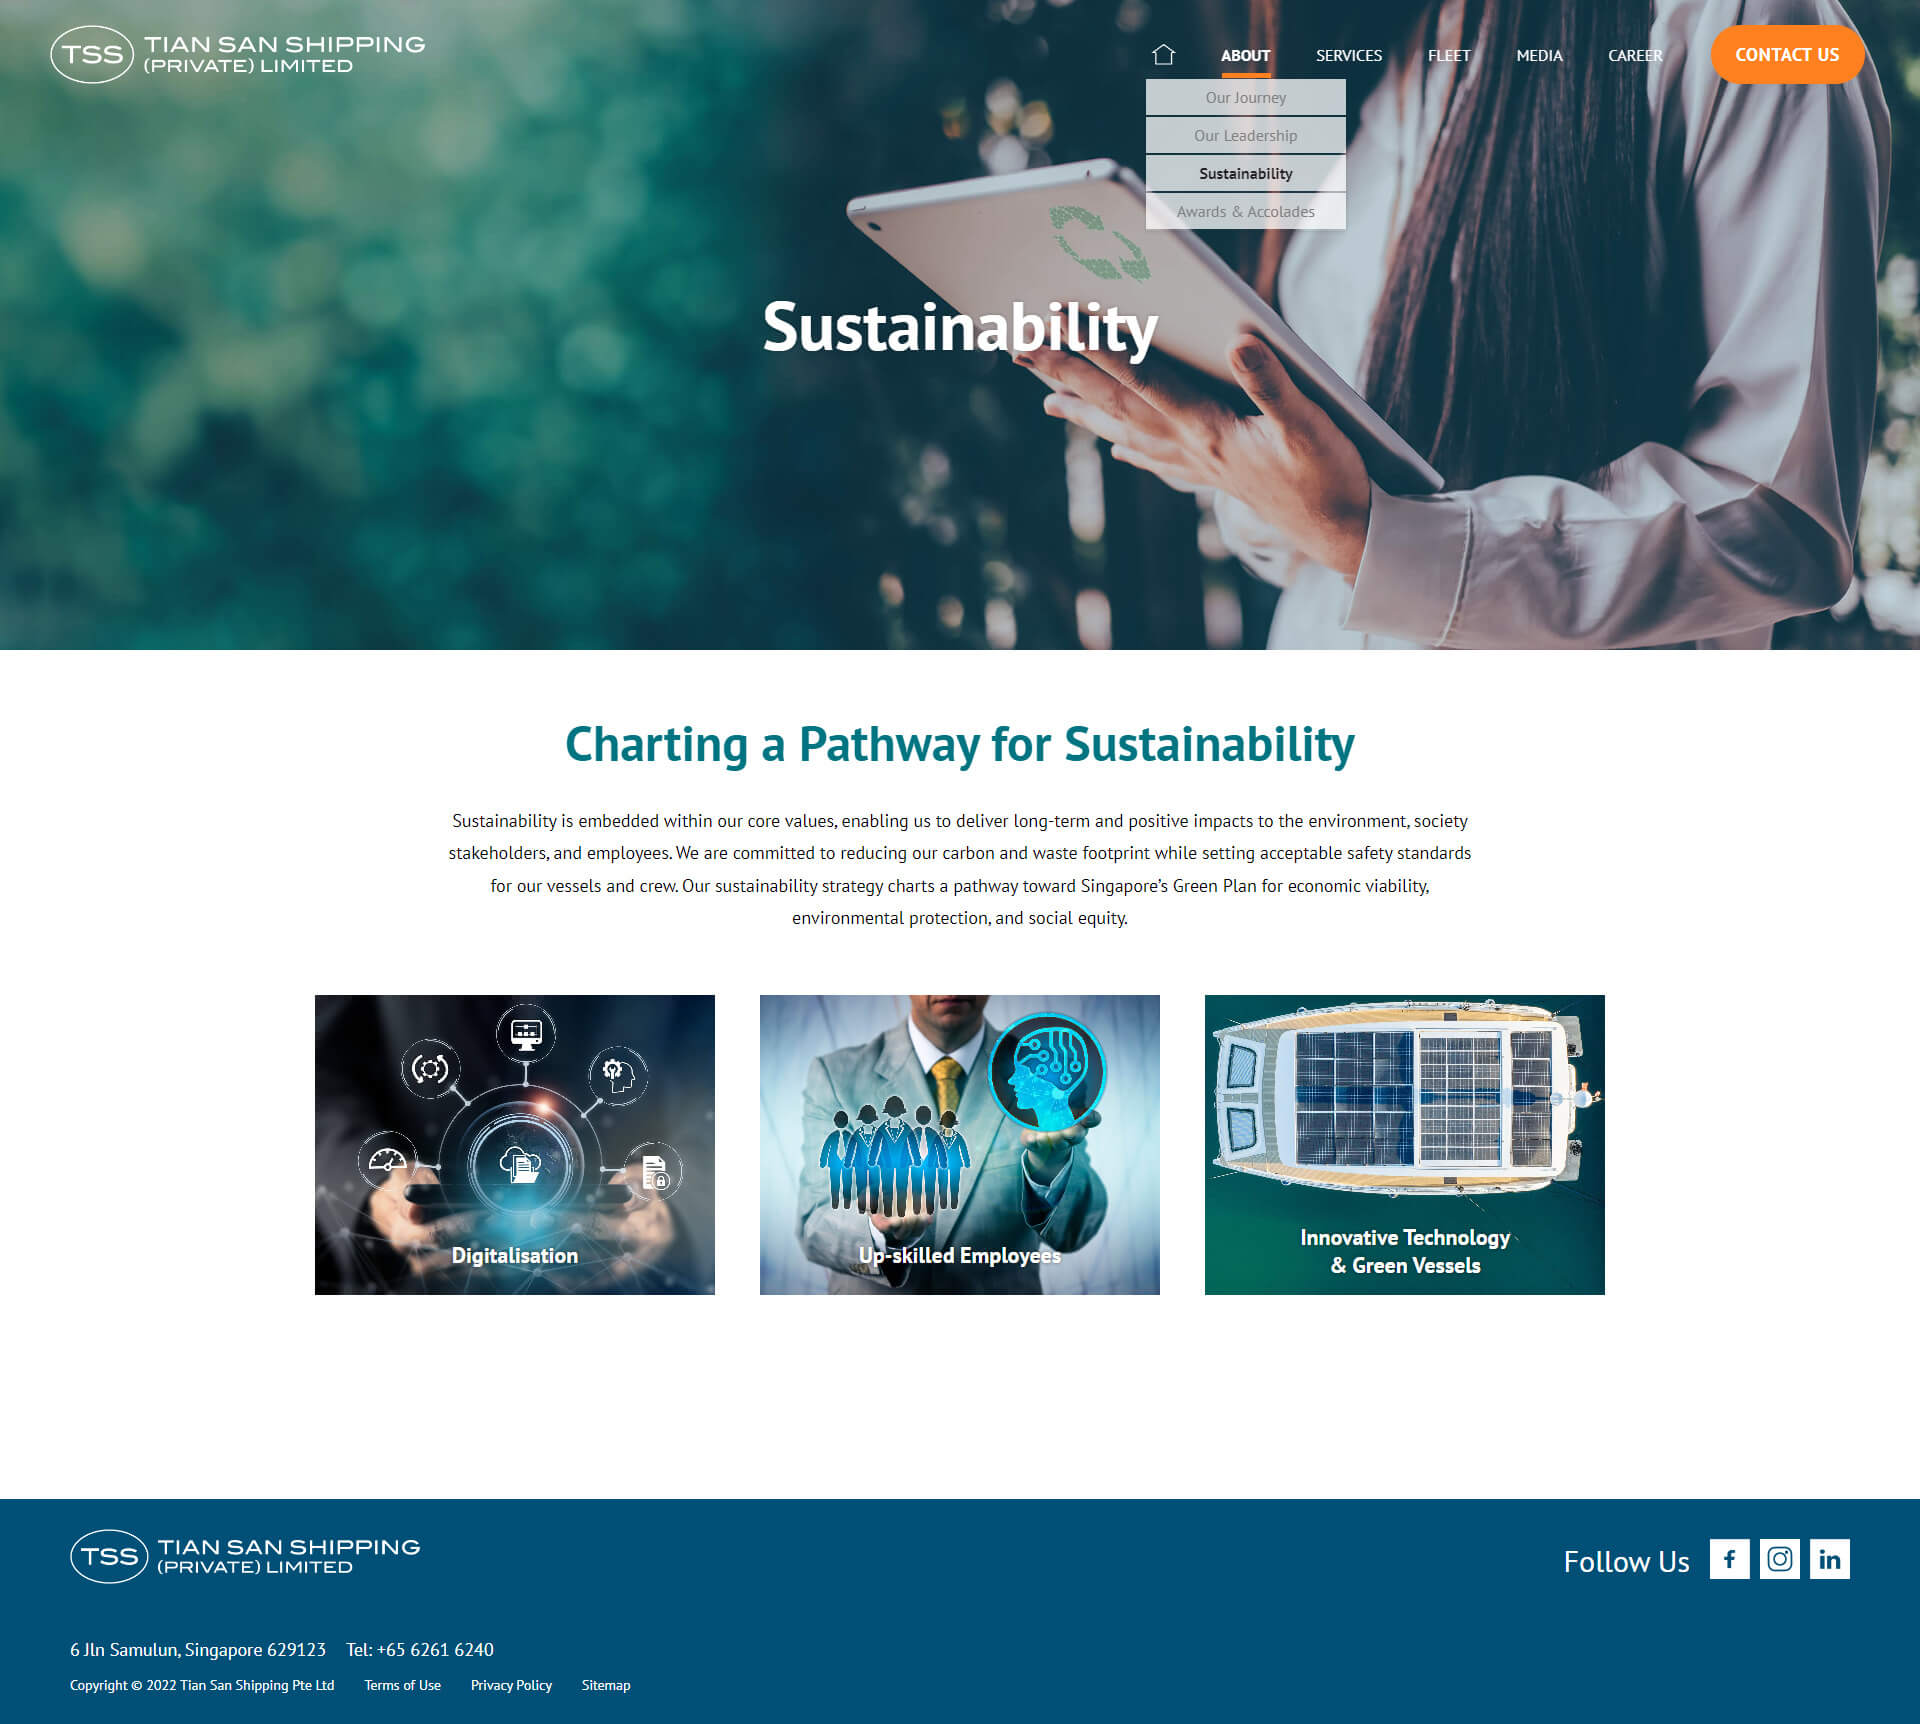 TSS
TIAN SAN SHIPPING
(PRIVATE) LIMITED
ABOUT
SERVICES
FLEET
MEDIA
CAREER
CONTACT US
Our Journey
Our Leadership
Sustainability
Awards & Accolades
Sustainability
Charting a Pathway for Sustainability
Sustainability is embedded within our core values, enabling us to deliver long-term and positive impacts to the environment, society
stakeholders, and employees. We are committed to reducing our carbon and waste footprint while setting acceptable safety standards
for our vessels and crew. Our sustainability strategy charts a pathway toward Singapore’s Green Plan for economic viability,
environmental protection, and social equity.
Digitalisation
Up-skilled Employees
Innovative Technology
& Green Vessels
TSS
TIAN SAN SHIPPING
(PRIVATE) LIMITED
Follow Us
6 Jln Samulun, Singapore 629123
Tel: +65 6261 6240
Copyright © 2022 Tian San Shipping Pte Ltd
Terms of Use
Privacy Policy
Sitemap